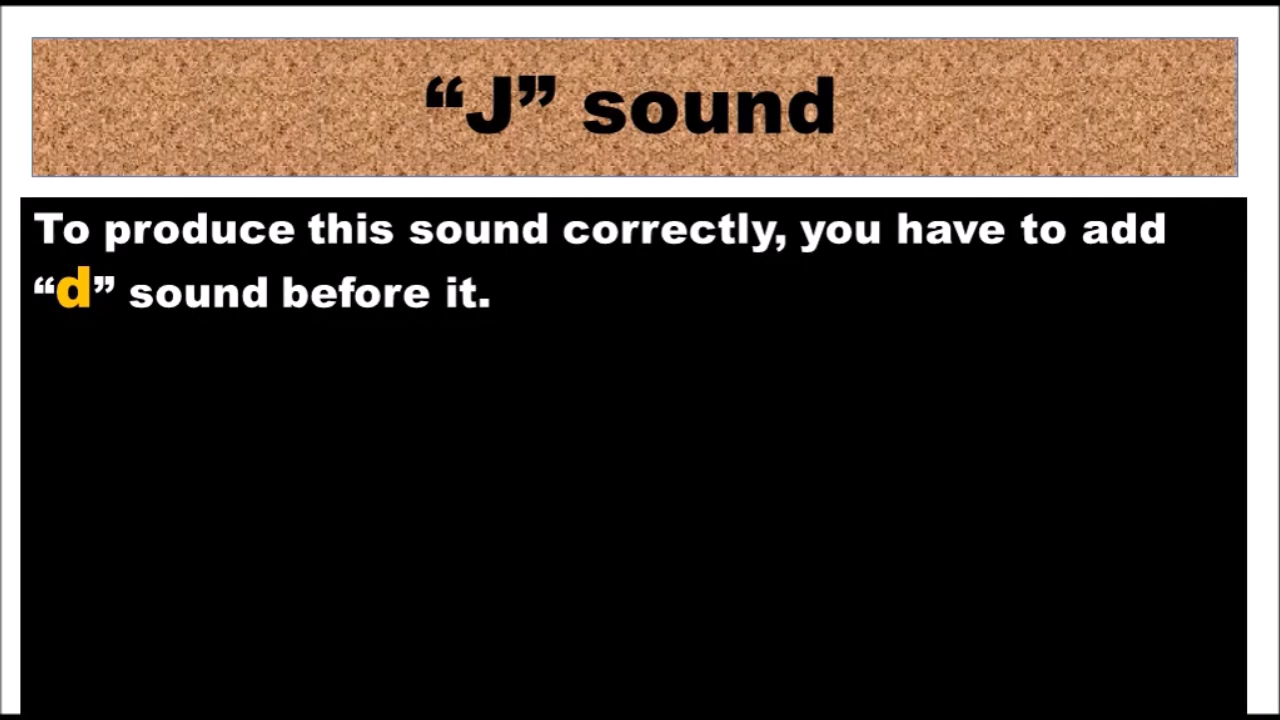 “J” sound
To produce this sound correctly, you have to add
“d” sound before it.